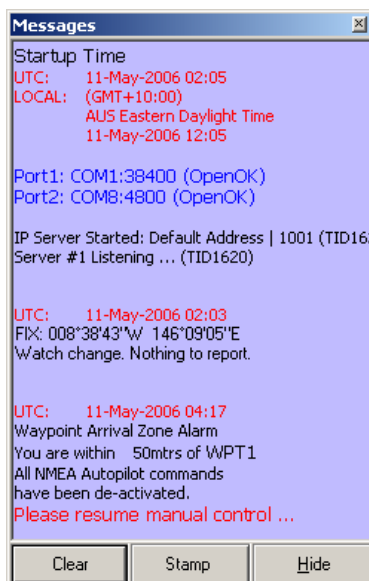 Messages
Startup Time
UTC: 11-May-2006 02:05
LOCAL: (GMT+10:00)
AUS Eastern Daylight Time
11-May-2006 12:05
Port1: COM1:38400 (OpenOK)
Port2: COM8:4800 (OpenOK)
IP Server Started: Default Address | 1001 (TID16
Server #1 Listening ... (TID1620)
UTC: 11-May-2006 02:03
FIX: 008°38'43"W 146°09'05"E
Watch change. Nothing to report.
UTC: 11-May-2006 04:17
Waypoint Arrival Zone Alarm
You are within 50mtrs of WPT1
All NMEA Autopilot commands
have been de-activated.
Please resume manual control ...
Clear Stamp Hide